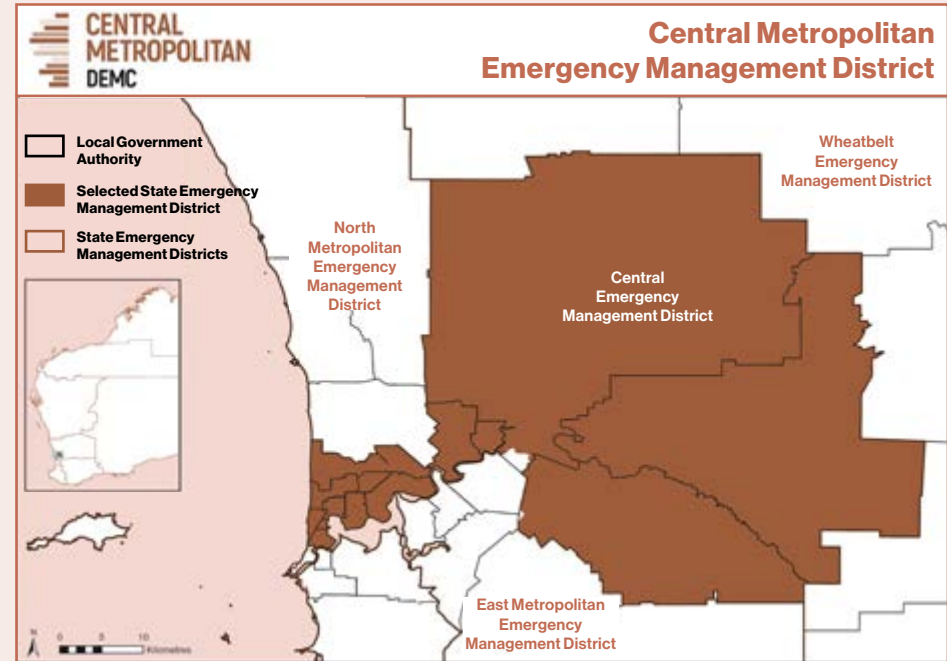 CENTRAL
METROPOLITAN
DEMC
Central Metropolitan
Emergency Management District
Local Government
Authority
Selected State Emergency
Management District
State Emergency
Management Districts
North
Metropolitan
Emergency
Management
District
Wheatbelt
Emergency
Management District
Central
Emergency
Management District
East Metropolitan
Emergency
Management District
N
0 5 10
Kilometres